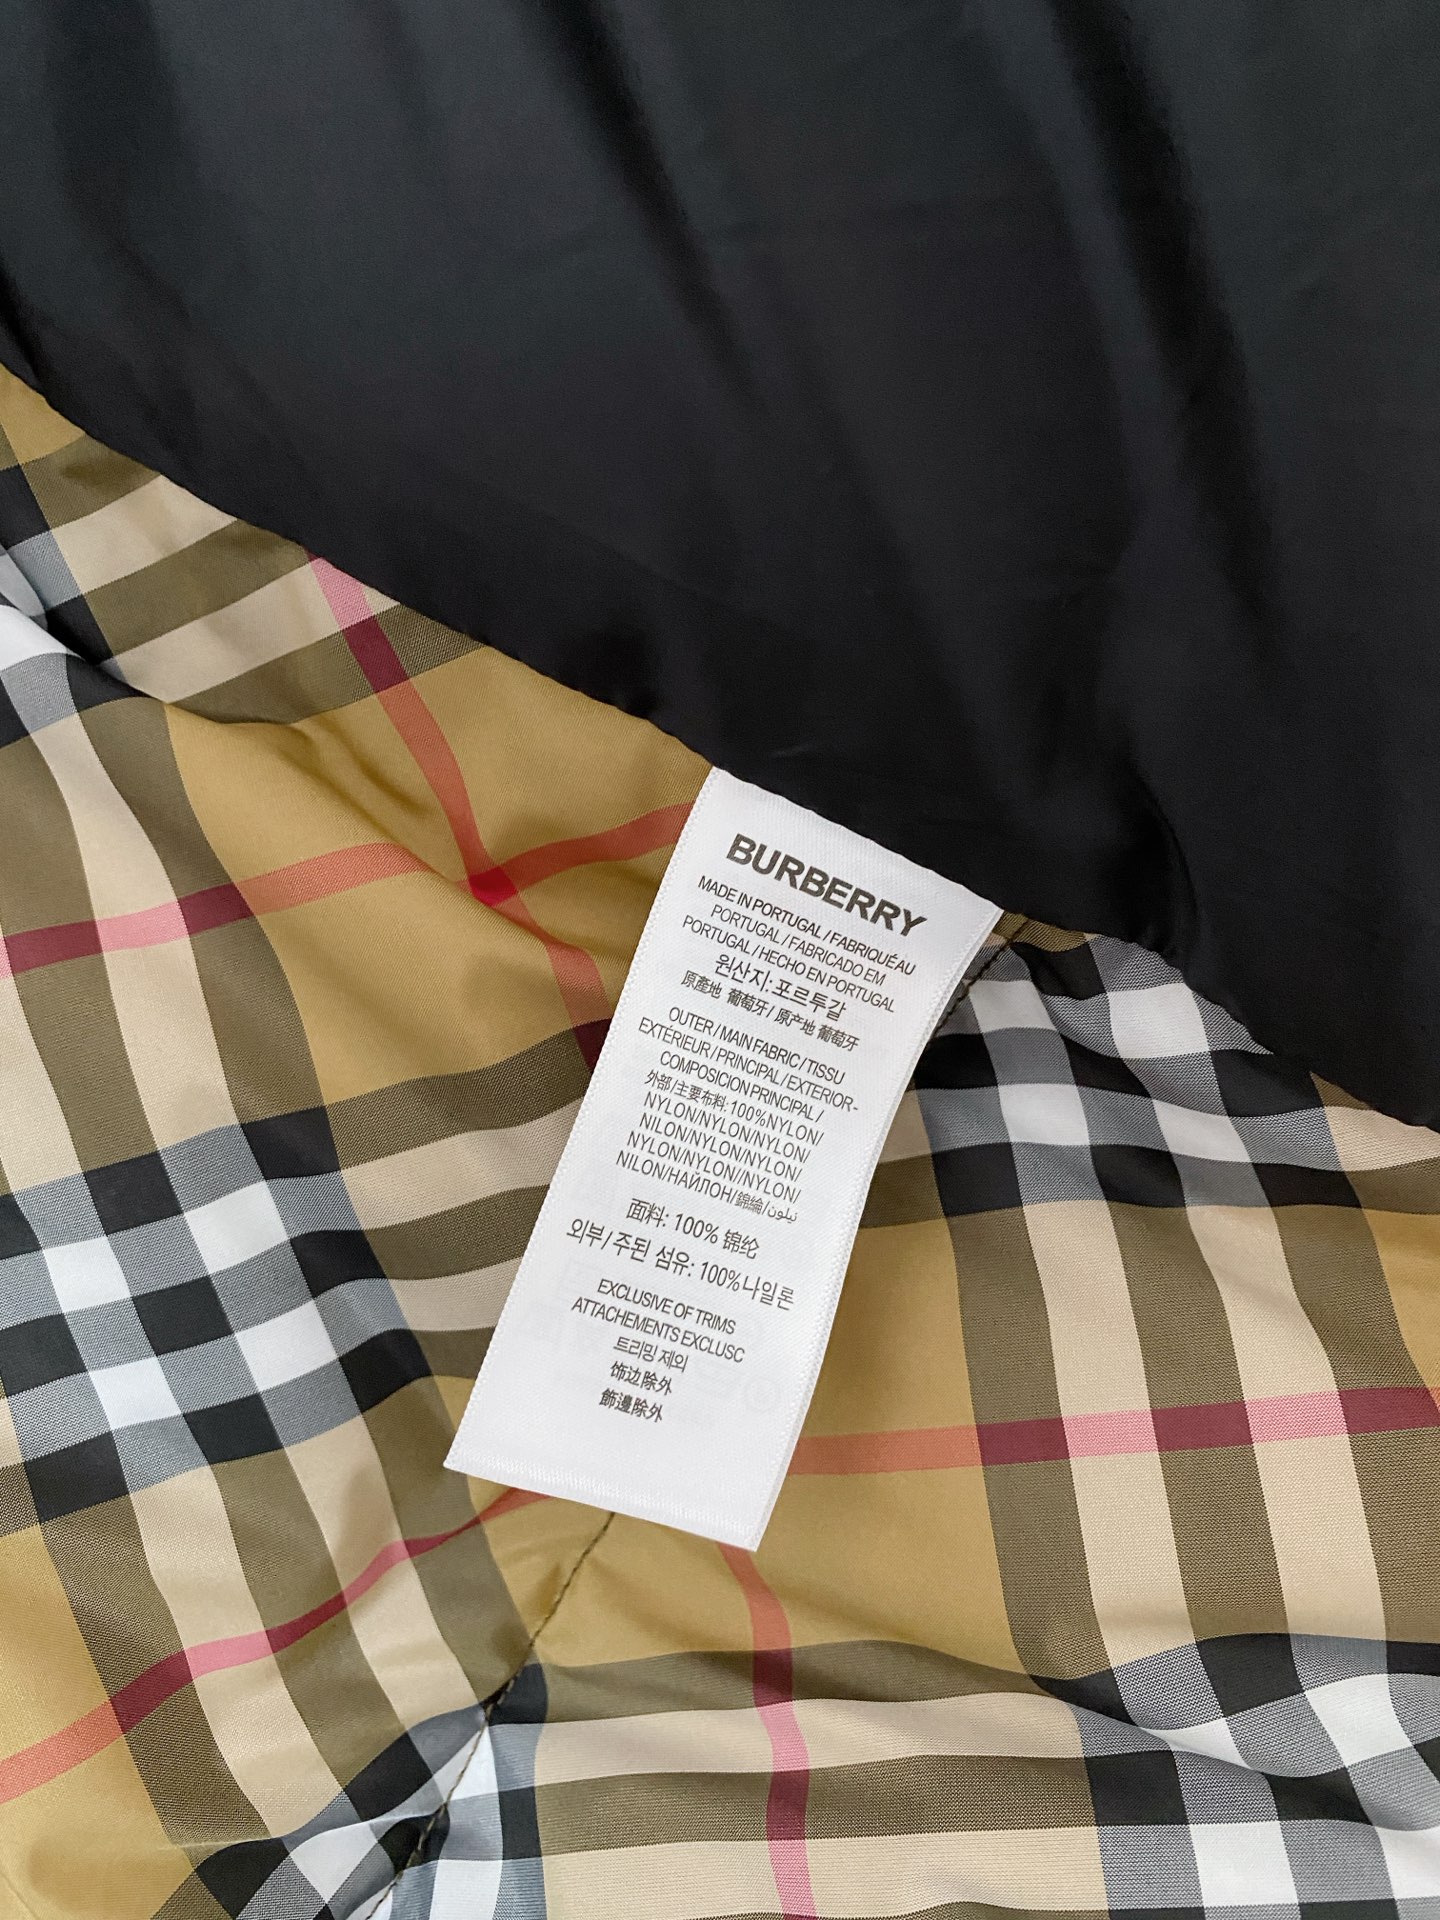 BURBERRY
MADE IN PORTUGAL / FABRIQUÉ AU
PORTUGAL / FABRICADO EM
PORTUGAL / HECHO EN PORTUGAL
원산지: 포르투갈
原產地 葡萄牙 / 原产地 葡萄牙
OUTER / MAIN FABRIC / TISSU
EXTÉRIEUR / PRINCIPAL / EXTERIOR -
COMPOSICION PRINCIPAL /
外部 / 主要布料: 100%NYLON/
NYLON/NYLON/NYLON/
NILON/NYLON/NYLON/
NYLON/NYLON//NYLON/
NILON/НАЙЛОН/錦綸/نيلون
面料: 100% 锦纶
외부 / 주된 섬유: 100%나일론
EXCLUSIVE OF TRIMS
ATTACHEMENTS EXCLUSC
트리밍 제외
饰边除外
飾邊除外